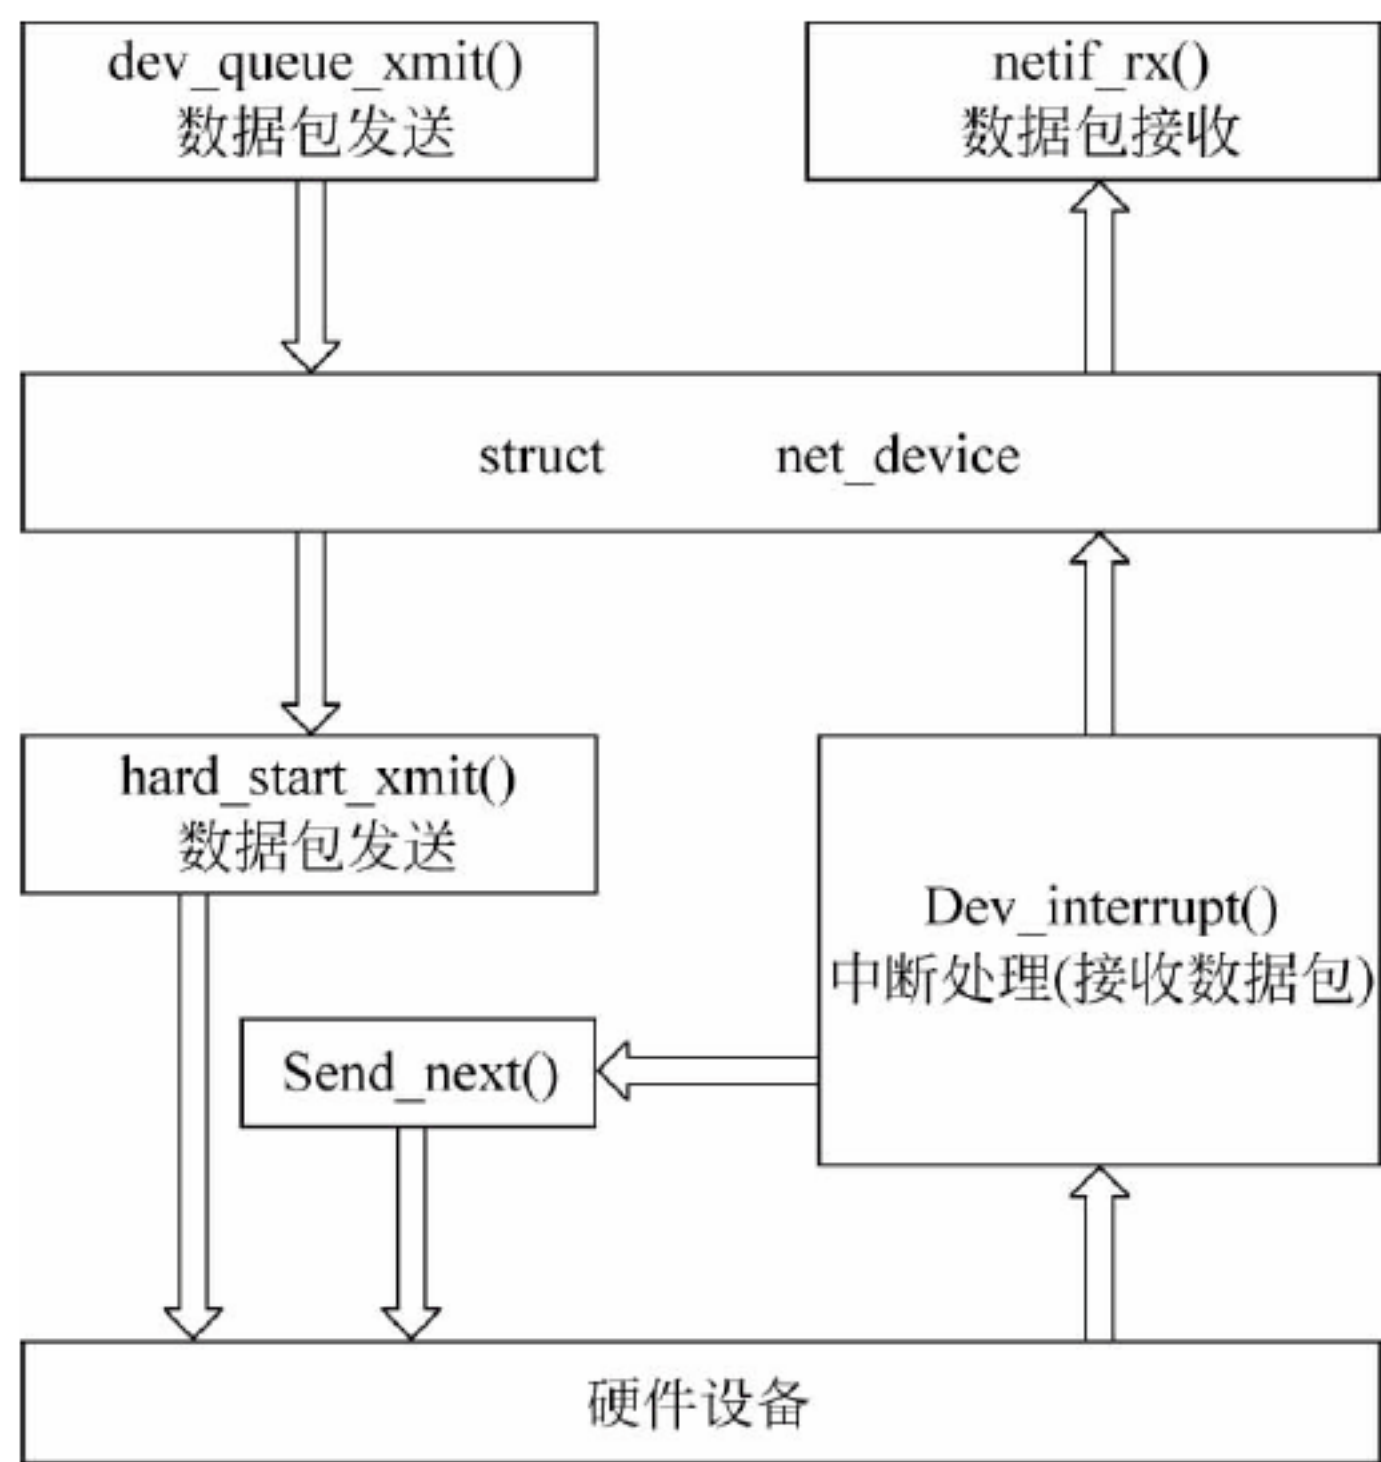 dev_queue_xmit()
数据包发送
netif_rx()
数据包接收
struct net_device
hard_start_xmit()
数据包发送
Dev_interrupt()
中断处理(接收数据包)
Send_next()
硬件设备